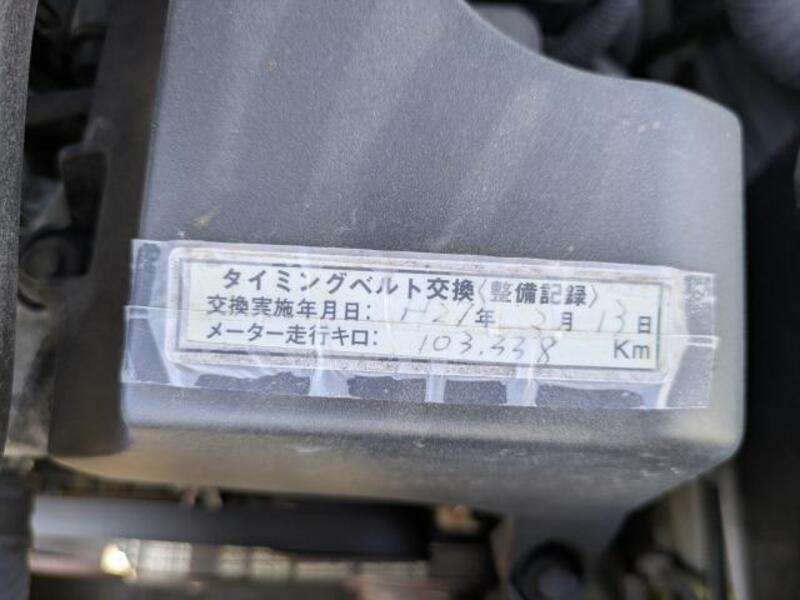 タイミングベルト交換〈整備記録〉
交換実施年月日: H21年 2月 13日
メーター走行キロ: 103.338 Km